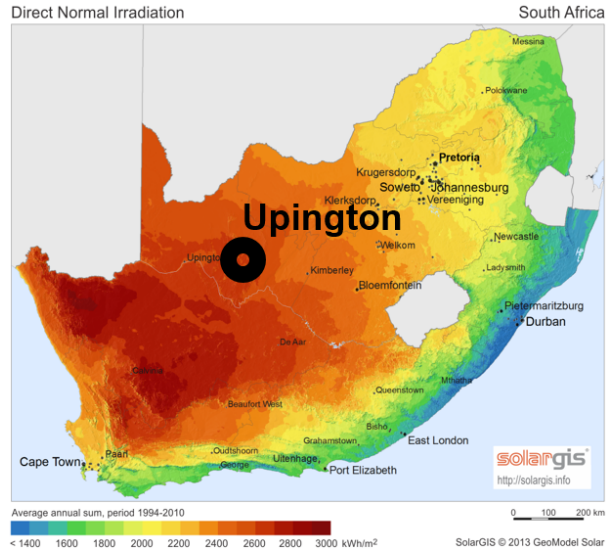 Direct Normal Irradiation
South Africa
Messina
Polokwane
Pretoria
Krugersdorp
Soweto Johannesburg
Klerksdorp Vereeniging
Upington
Welkom
Newcastle
Upington
Kimberley
Ladysmith
Bloemfontein
Pietermaritzburg
Durban
De Aar
Calvinia
Queenstown
Mthatha
Beaufort West
Bisho
East London
Grahamstown
Cape Town
Paarl
Oudtshoorn
George
Uitenhage
Port Elizabeth
solargis
http://solargis.info
Average annual sum, period 1994-2010
0 100 200 km
< 1400 1600 1800 2000 2200 2400 2600 2800 3000 kWh/m²
SolarGIS © 2013 GeoModel Solar